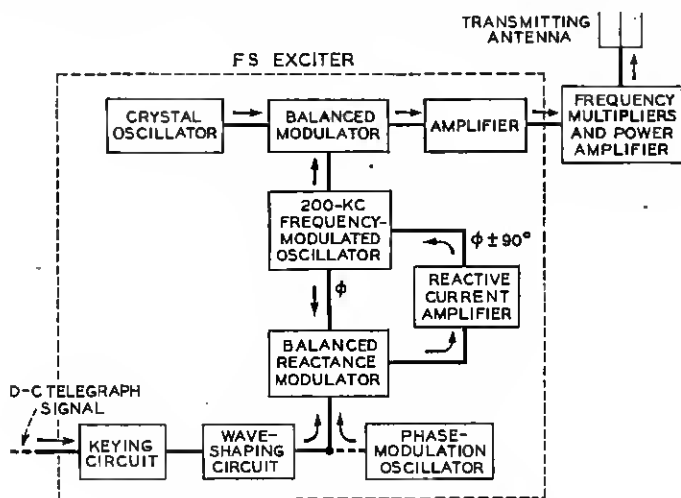 TRANSMITTING
ANTENNA
FS EXCITER
CRYSTAL
OSCILLATOR
BALANCED
MODULATOR
AMPLIFIER
FREQUENCY
MULTIPLIERS
AND POWER
AMPLIFIER
200-KC
FREQUENCY-
MODULATED
OSCILLATOR
ϕ ± 90°
ϕ
REACTIVE
CURRENT
AMPLIFIER
BALANCED
REACTANCE
MODULATOR
D-C TELEGRAPH
SIGNAL
KEYING
CIRCUIT
WAVE-
SHAPING
CIRCUIT
PHASE-
MODULATION
OSCILLATOR